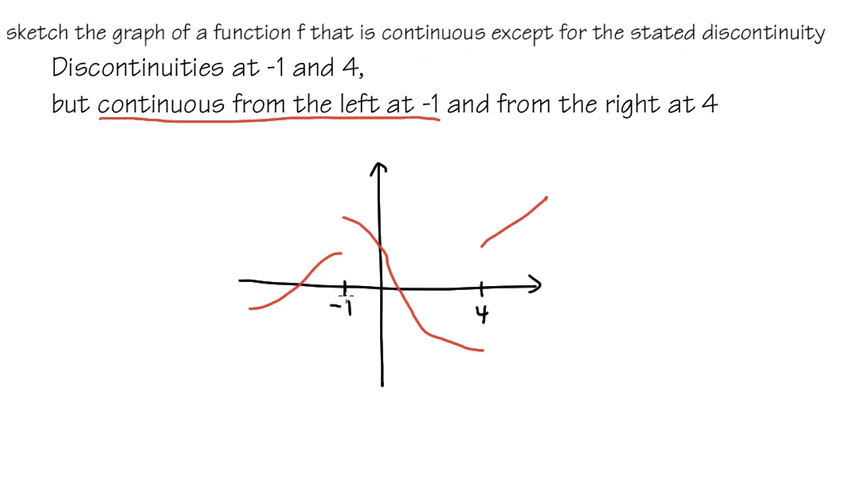 sketch the graph of a function f that is continuous except for the stated discontinuity
Discontinuities at -1 and 4,
but continuous from the left at -1 and from the right at 4
-1
4